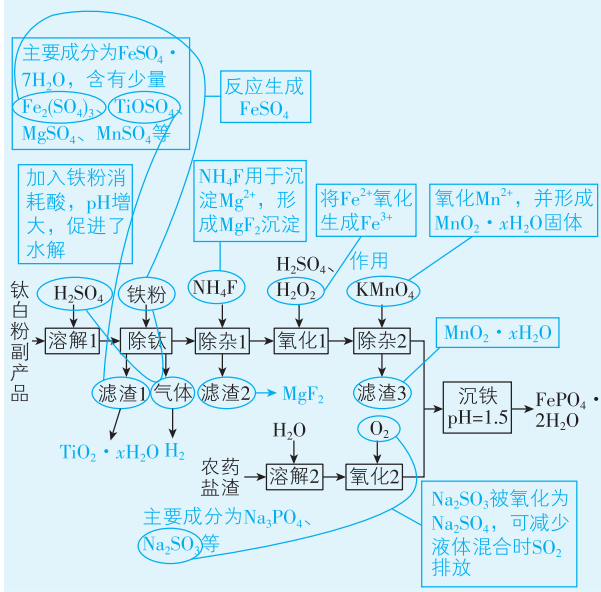 主要成分为FeSO₄·
7H₂O，含有少量
Fe₂(SO₄)₃、TiOSO₄、
MgSO₄、MnSO₄等
反应生成
FeSO₄
加入铁粉消
耗酸，pH增
大，促进了
水解
NH₄F用于沉
淀Mg²⁺，形
成MgF₂沉淀
将Fe²⁺氧化
生成Fe³⁺
氧化Mn²⁺，并形成
MnO₂·xH₂O固体
作用
钛白粉副产品
H₂SO₄
铁粉
NH₄F
H₂SO₄、
H₂O₂
KMnO₄
溶解1
除钛
除杂1
氧化1
除杂2
MnO₂·xH₂O
滤渣1
气体
滤渣2
MgF₂
滤渣3
沉铁
pH=1.5
FePO₄·
2H₂O
TiO₂·xH₂O
H₂
H₂O
O₂
农药
盐渣
溶解2
氧化2
主要成分为Na₃PO₄、
Na₂SO₃等
Na₂SO₃被氧化为
Na₂SO₄，可减少
液体混合时SO₂
排放